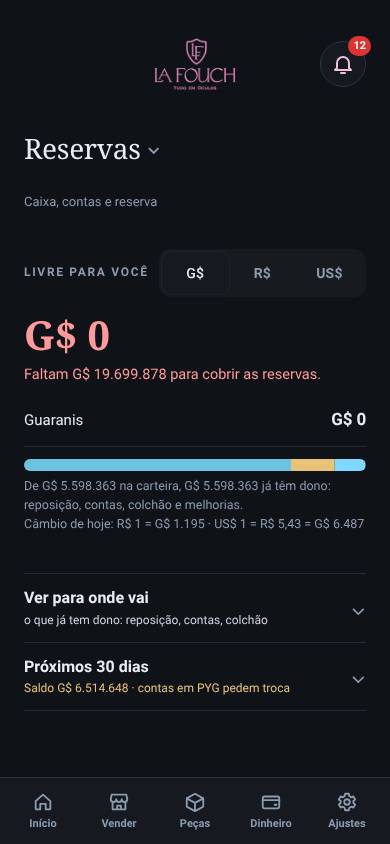 12
LF
LA FOUCH
TUDO EM ÓCULOS
Reservas
Caixa, contas e reserva
LIVRE PARA VOCÊ
G$
R$
US$
G$ 0
Faltam G$ 19.699.878 para cobrir as reservas.
Guaranis
G$ 0
De G$ 5.598.363 na carteira, G$ 5.598.363 já têm dono:
reposição, contas, colchão e melhorias.
Câmbio de hoje: R$ 1 = G$ 1.195 · US$ 1 = R$ 5,43 = G$ 6.487
Ver para onde vai
o que já tem dono: reposição, contas, colchão
Próximos 30 dias
Saldo G$ 6.514.648 · contas em PYG pedem troca
Início
Vender
Peças
Dinheiro
Ajustes